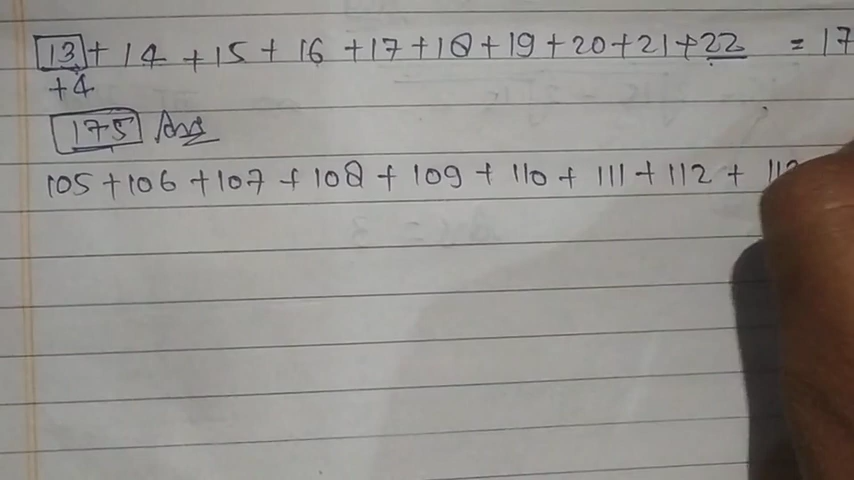 13 + 14 + 15 + 16 + 17 + 18 + 19 + 20 + 21 + 22 = 17
+4
175 Ans
105 + 106 + 107 + 108 + 109 + 110 + 111 + 112 +